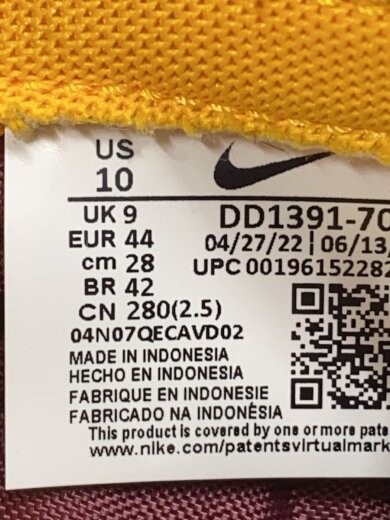 US
10
UK 9
DD1391-70
EUR 44
04/27/22 | 06/13/
cm 28
UPC 00196152282
BR 42
CN 280(2.5)
04N07QECAVD02
MADE IN INDONESIA
HECHO EN INDONESIA
FABRIQUE EN INDONESIE
FABRICADO NA INDONÉSIA
This product is covered by one or more pate
www.nike.com/patentsvirtualmark